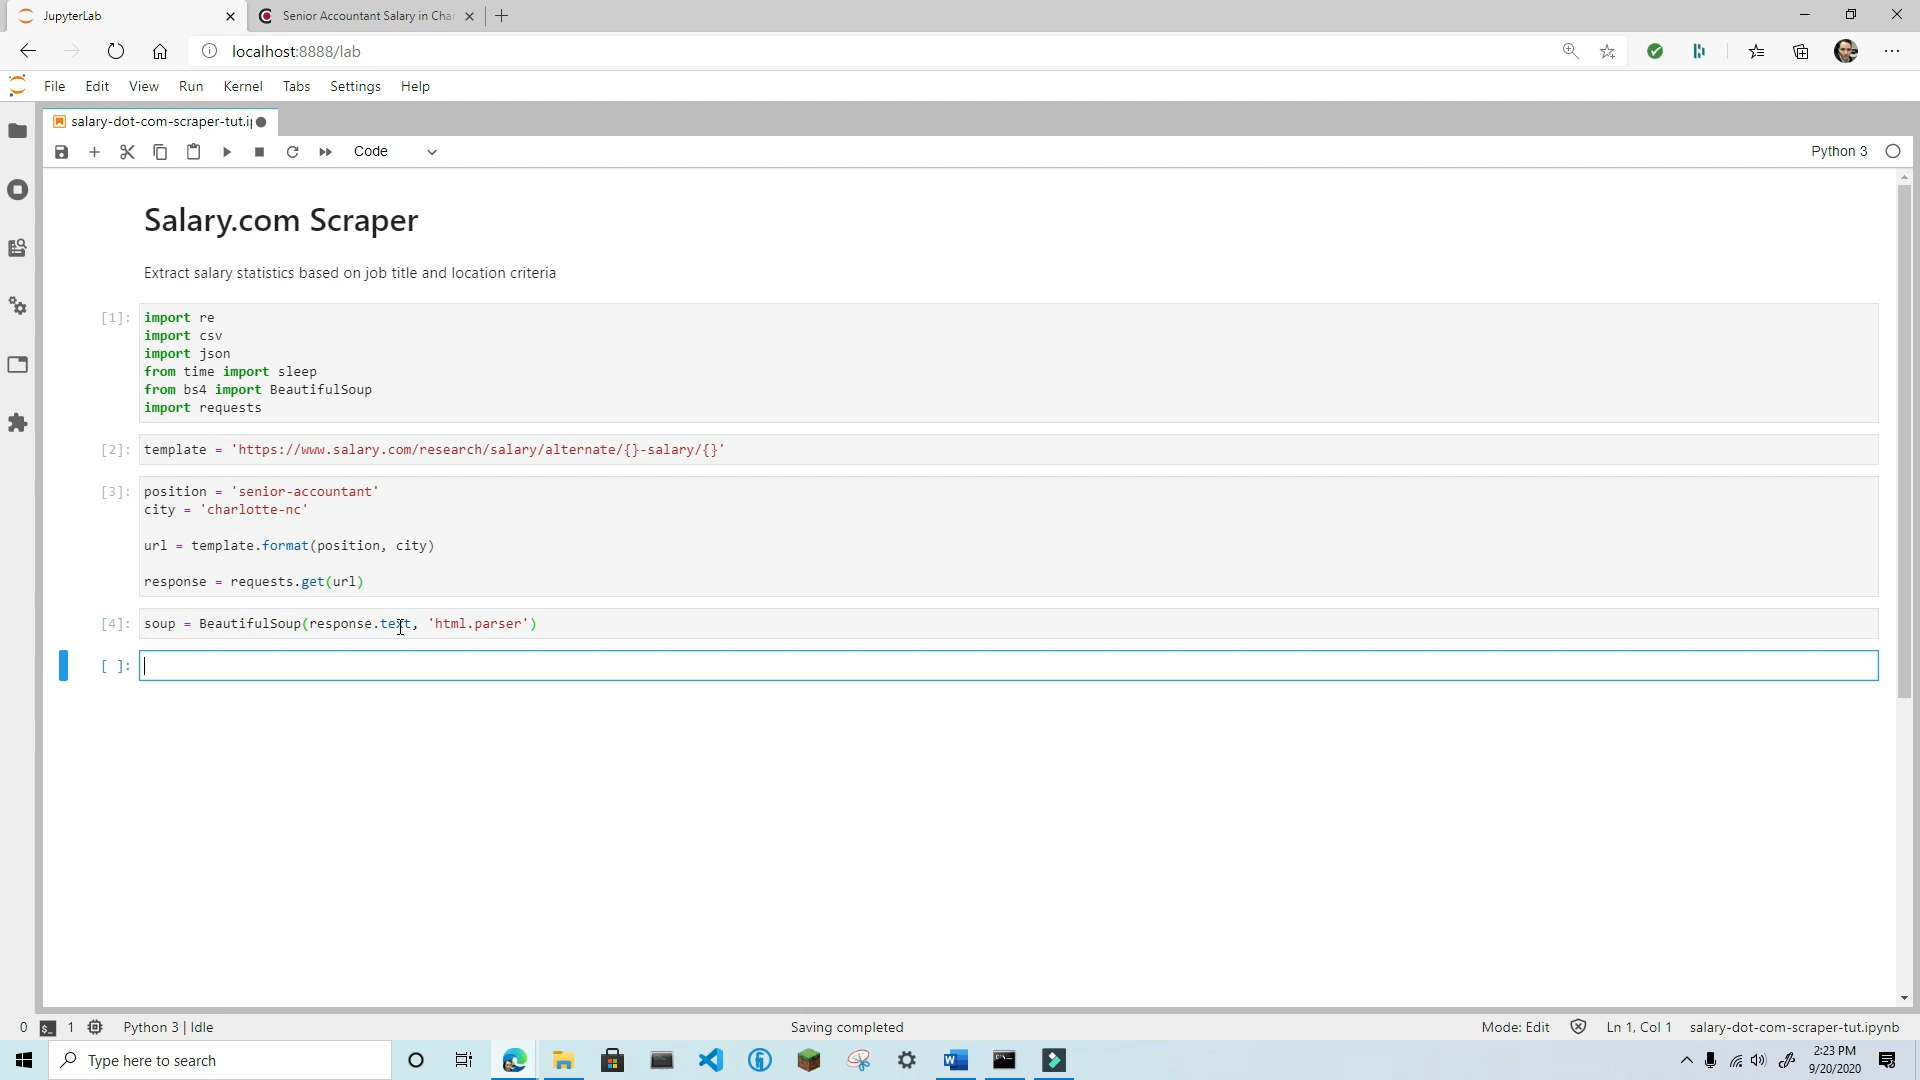 JupyterLab
Senior Accountant Salary in Cha
localhost:8888/lab
File Edit View Run Kernel Tabs Settings Help
salary-dot-com-scraper-tut.i
Code
Python 3
Salary.com Scraper
Extract salary statistics based on job title and location criteria
[1]: import re
import csv
import json
from time import sleep
from bs4 import BeautifulSoup
import requests
[2]: template = 'https://www.salary.com/research/salary/alternate/{}-salary/{}'
[3]: position = 'senior-accountant'
city = 'charlotte-nc'
url = template.format(position, city)
response = requests.get(url)
[4]: soup = BeautifulSoup(response.text, 'html.parser')
[ ]:
0 $_ 1 Python 3 | Idle Saving completed Mode: Edit Ln 1, Col 1 salary-dot-com-scraper-tut.ipynb
Type here to search
2:23 PM
9/20/2020